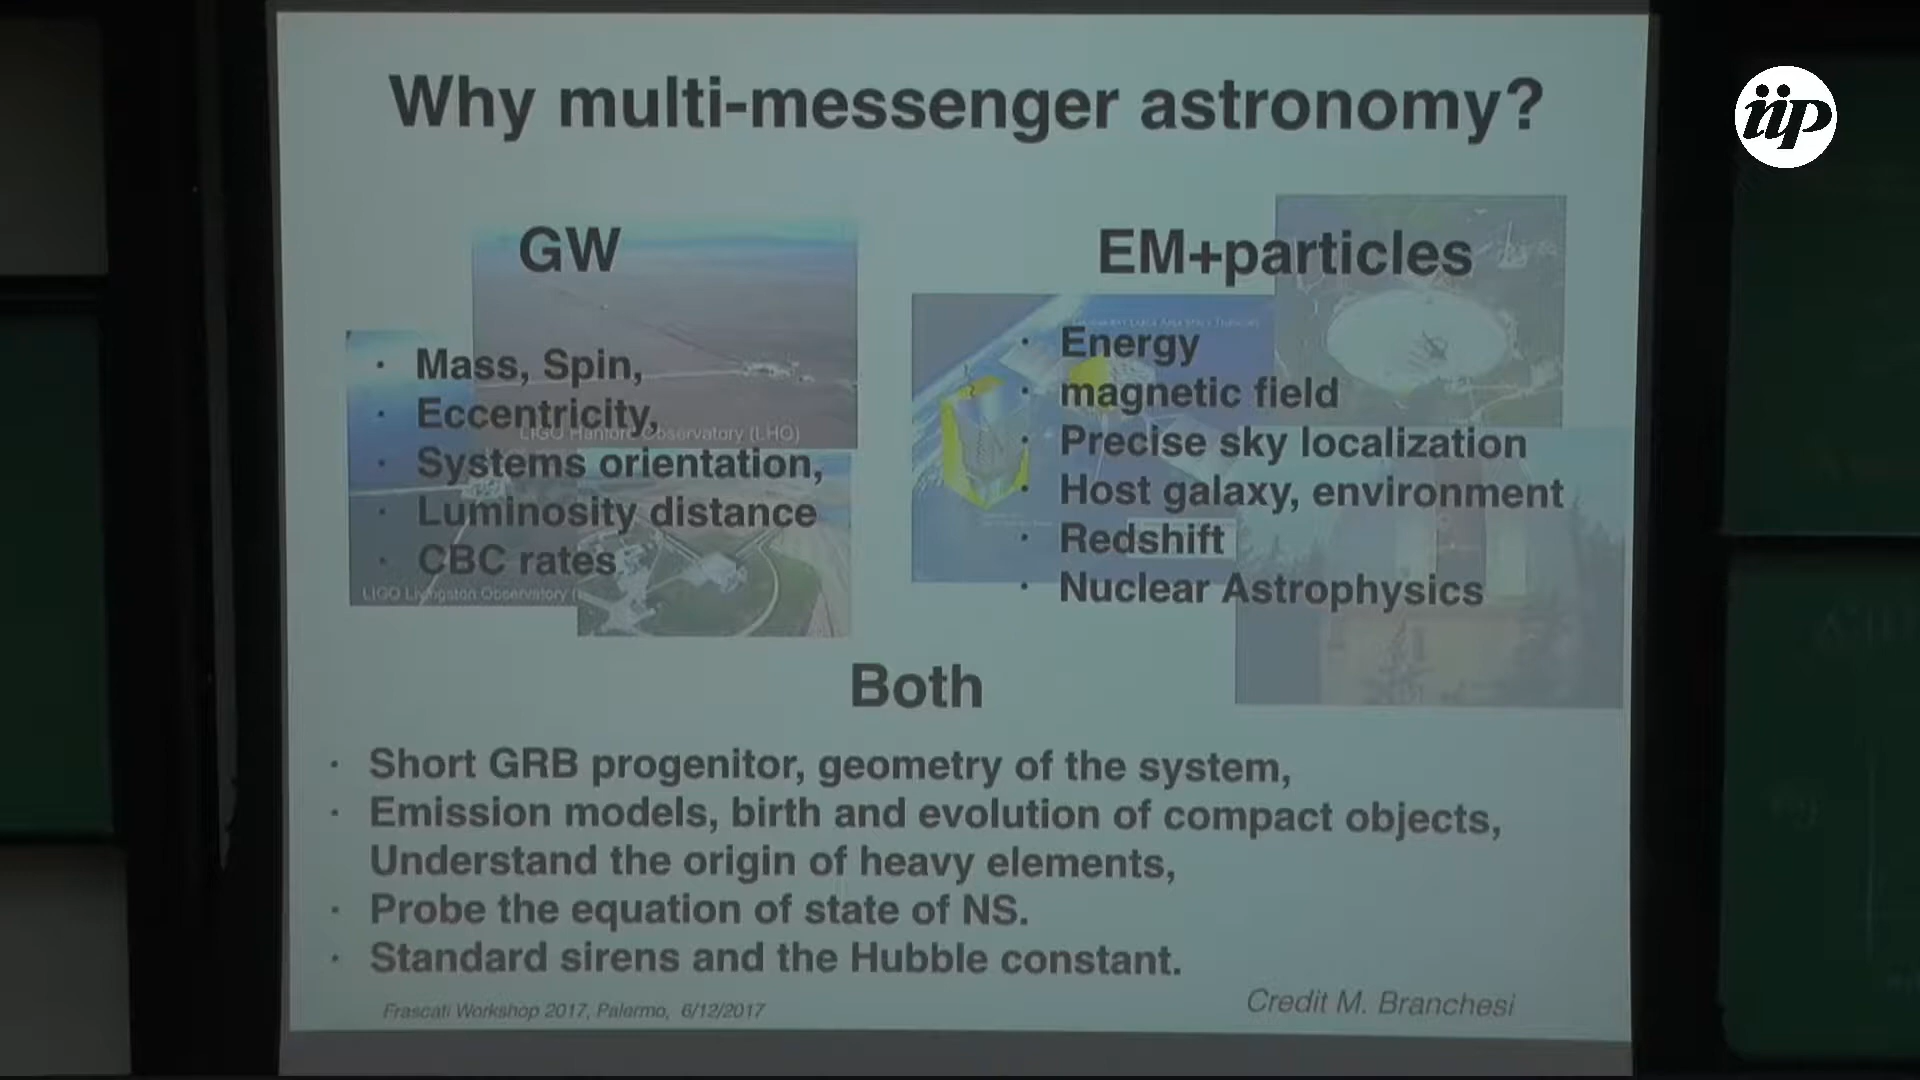 iip
Why multi-messenger astronomy?
GW
· Mass, Spin,
· Eccentricity,
· Systems orientation,
· Luminosity distance
· CBC rates
LIGO Hanford Observatory (LHO)
LIGO Livingston Observatory (
EM+particles
· Energy
· magnetic field
· Precise sky localization
· Host galaxy, environment
· Redshift
· Nuclear Astrophysics
Both
· Short GRB progenitor, geometry of the system,
· Emission models, birth and evolution of compact objects,
Understand the origin of heavy elements,
· Probe the equation of state of NS.
· Standard sirens and the Hubble constant.
Frascati Workshop 2017, Palermo, 6/12/2017
Credit M. Branchesi